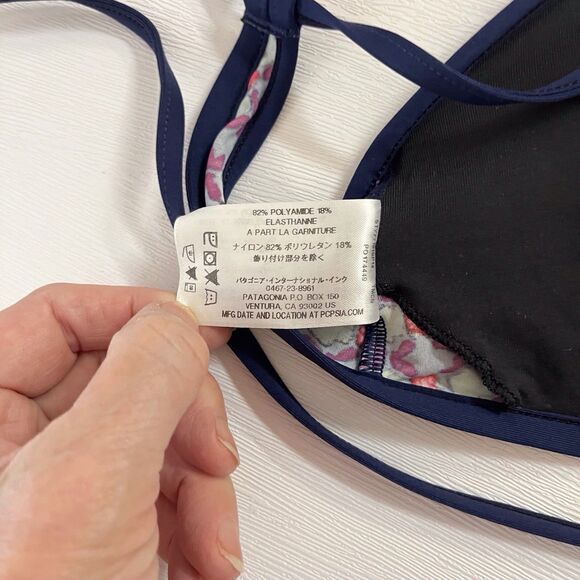 82% POLYAMIDE 18%
ELASTHANNE
A PART LA GARNITURE
ナイロン 82% ポリウレタン 18%
飾り付け部分を除く
パタゴニア・インターナショナル・インク
0467-23-8961
PATAGONIA P.O. BOX 150
VENTURA, CA 93002 US
MFG DATE AND LOCATION AT PCPSIA.COM